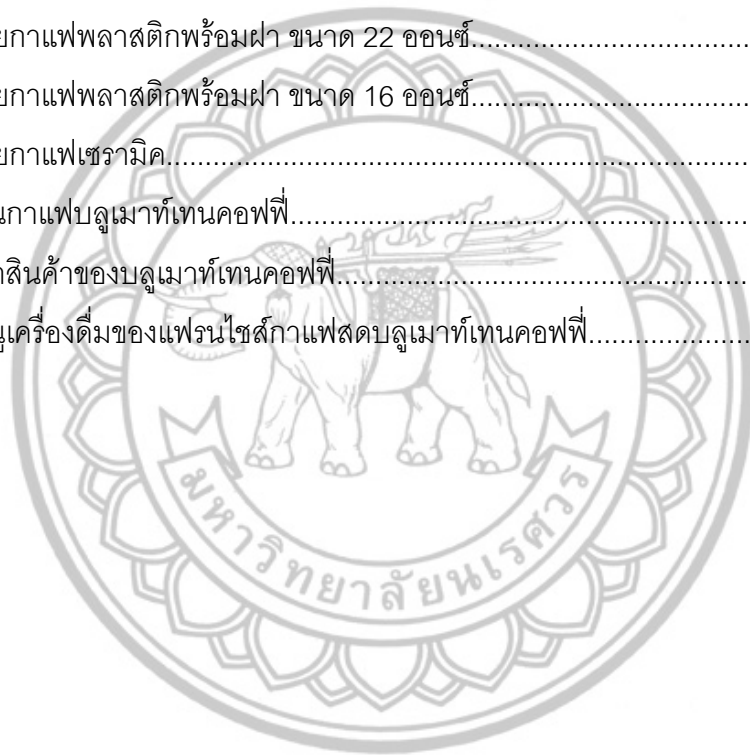 ยกาแฟพลาสติกพร้อมฝา ขนาด 22 ออนซ์........................................
ยกาแฟพลาสติกพร้อมฝา ขนาด 16 ออนซ์........................................
ยกาแฟเซรามิค................................................................................
นกาแฟบลูเมาท์เทนคอฟฟี่................................................................
าสินค้าของบลูเมาท์เทนคอฟฟี่..........................................................
นูเครื่องดื่มของแฟรนไชส์กาแฟสดบลูเมาท์เทนคอฟฟี่.....................
มหาวิทยาลัยนเรศวร